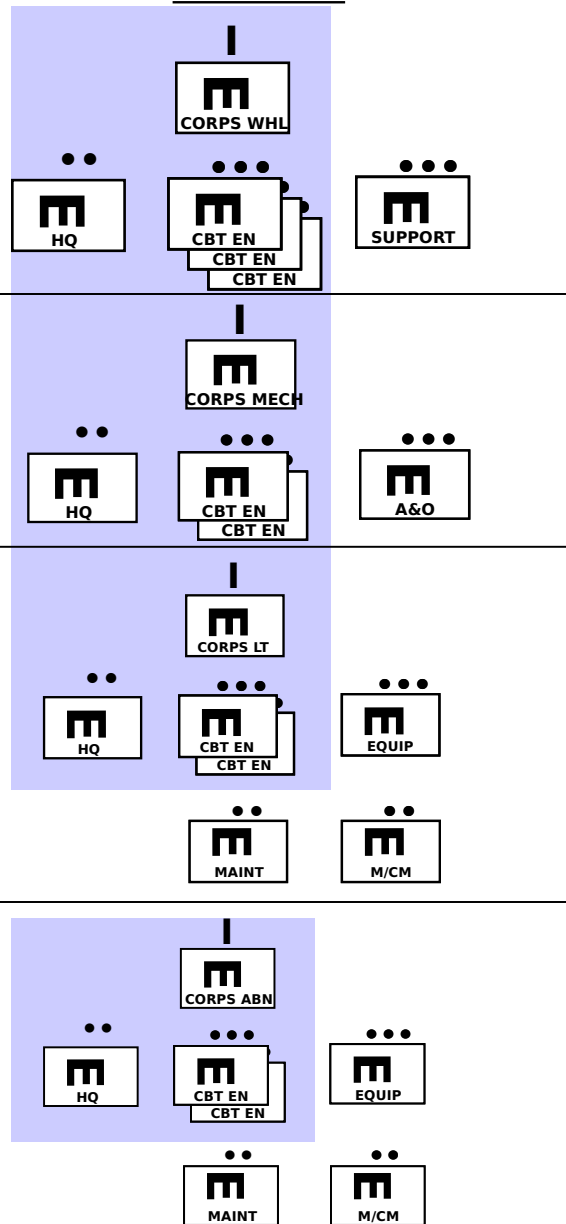 CORPS WHL
HQ
CBT EN
CBT EN
CBT EN
SUPPORT
CORPS MECH
HQ
CBT EN
CBT EN
A&O
CORPS LT
HQ
CBT EN
CBT EN
EQUIP
MAINT
M/CM
CORPS ABN
HQ
CBT EN
CBT EN
EQUIP
MAINT
M/CM